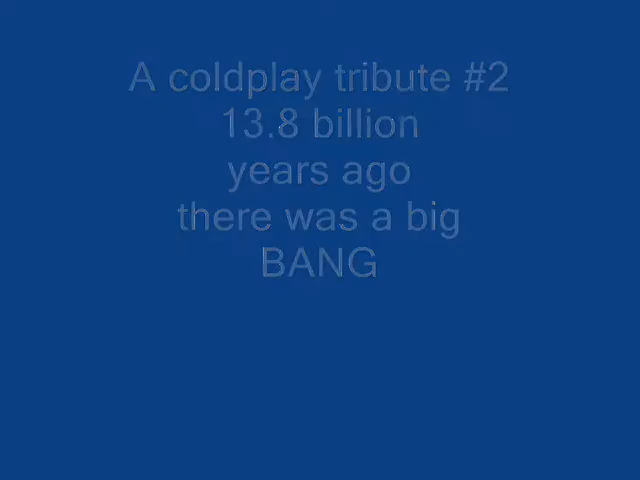 A coldplay tribute #2
13.8 billion
years ago
there was a big
BANG